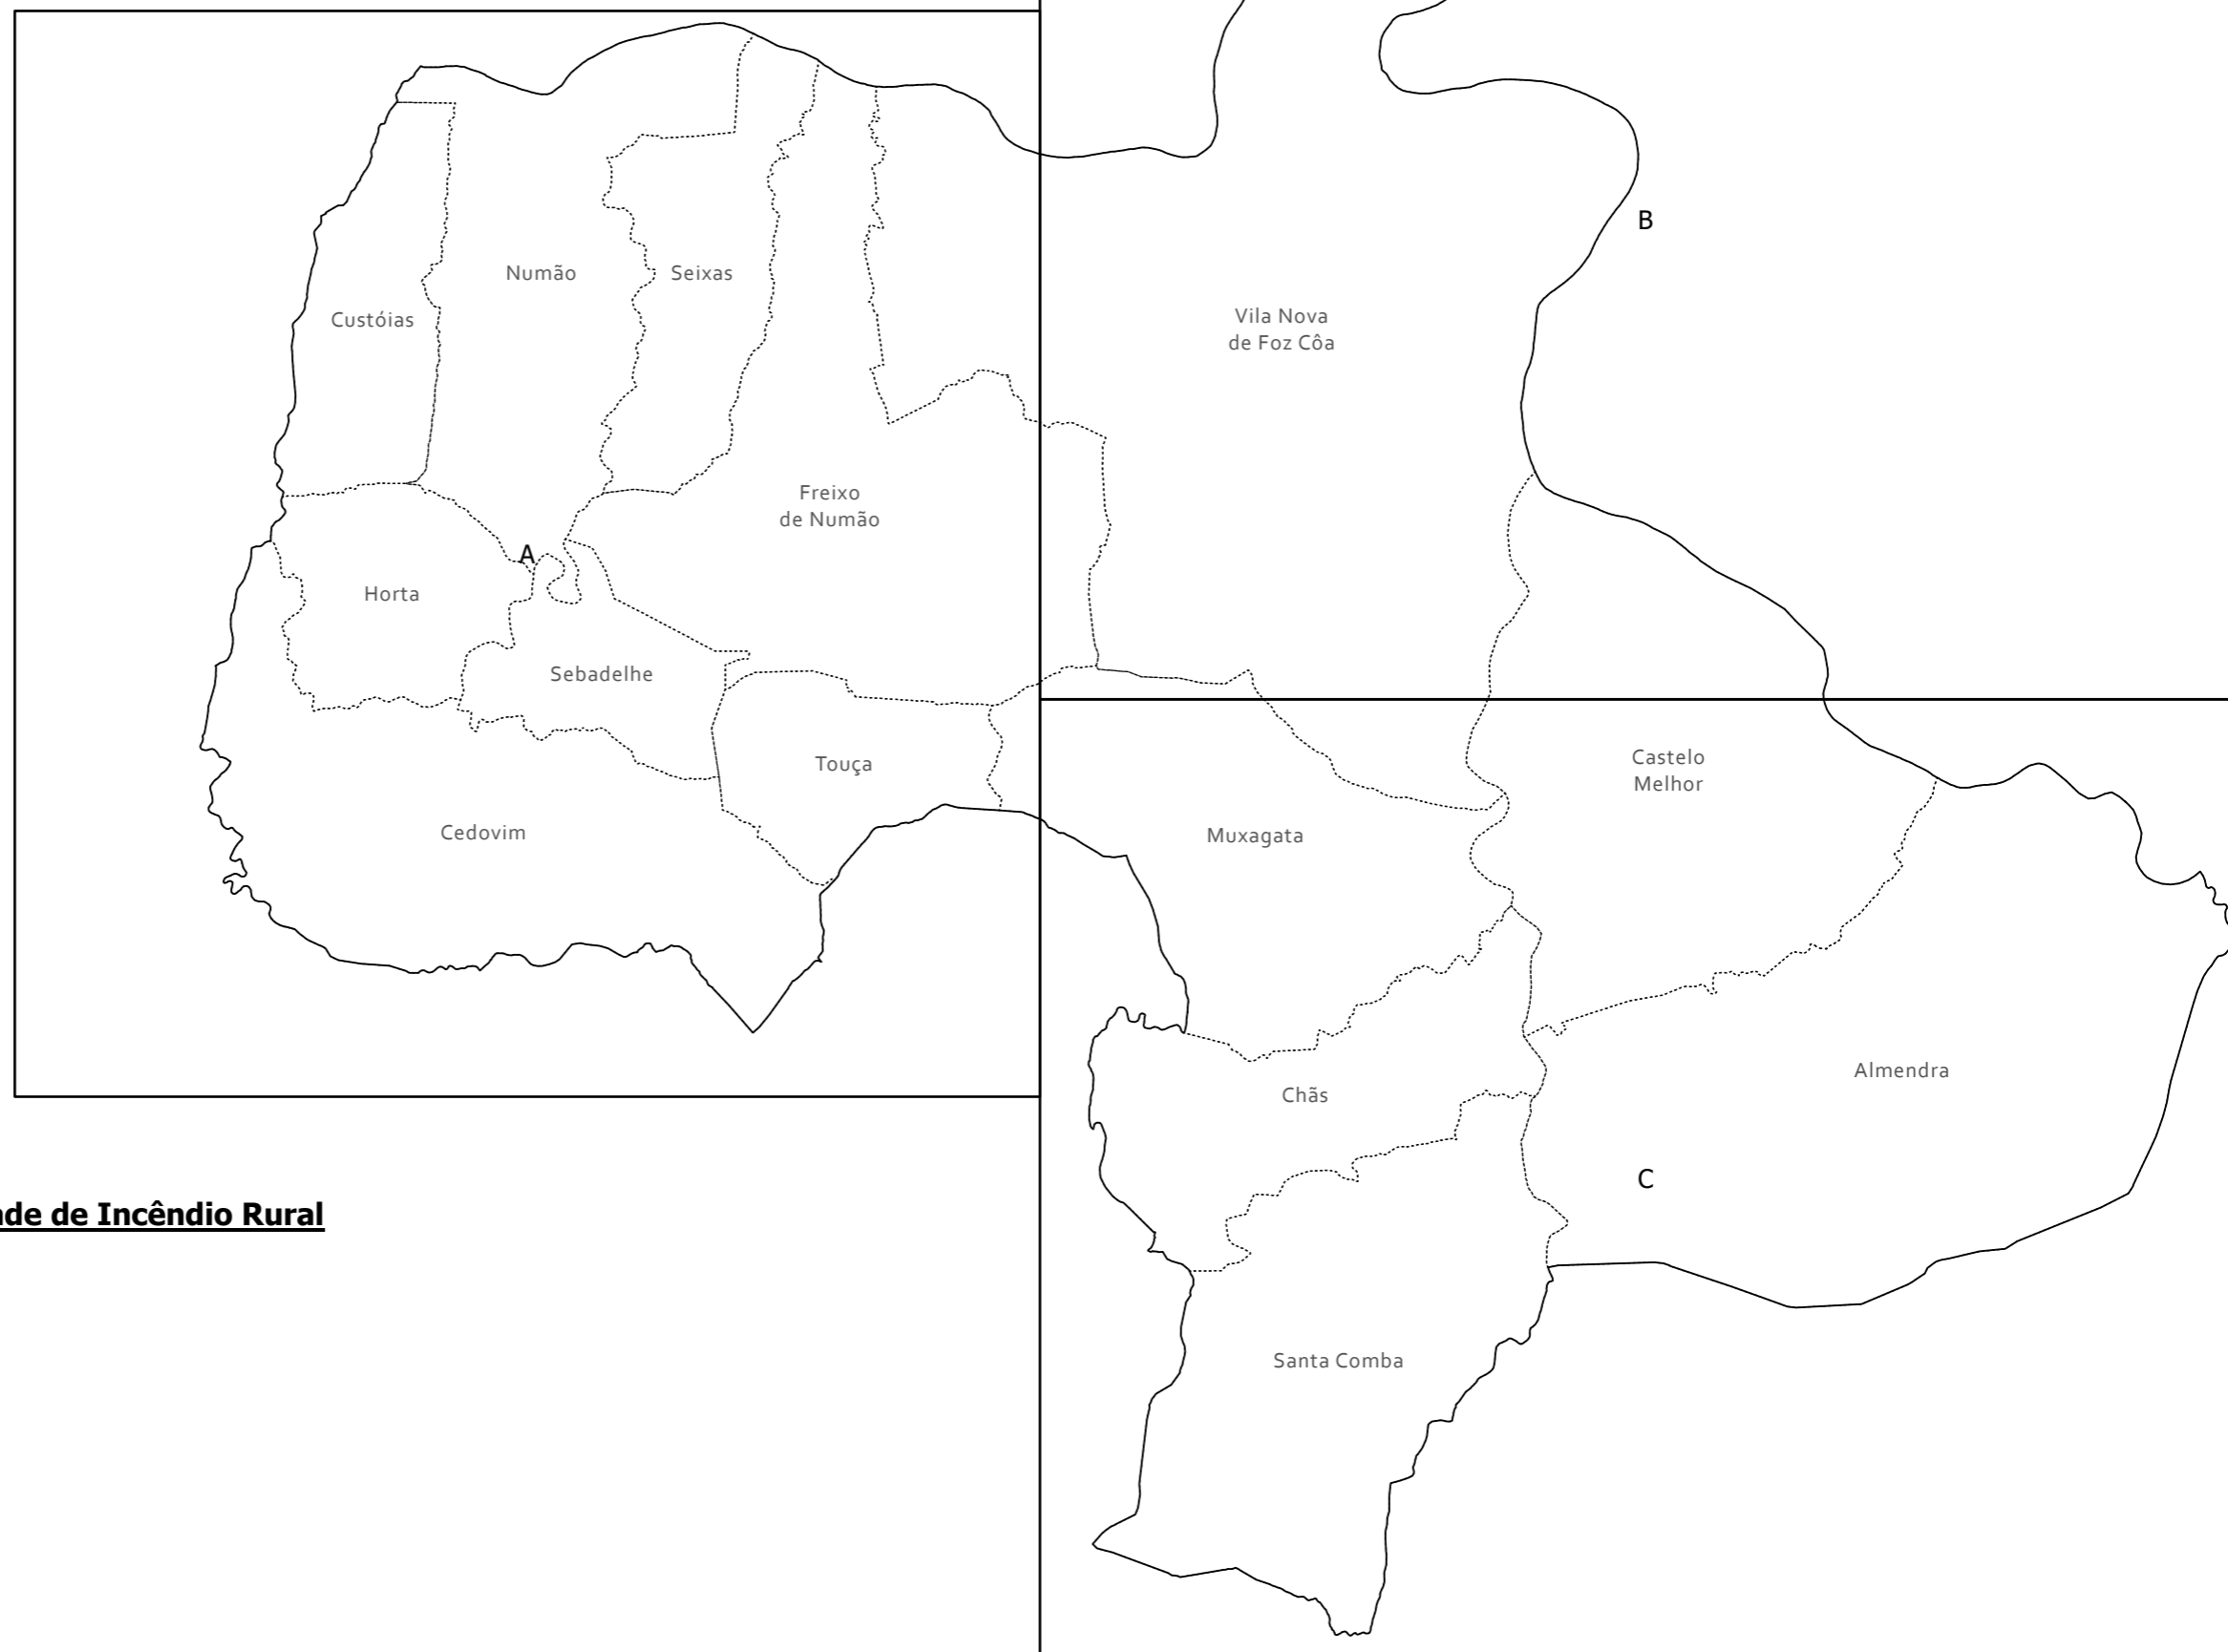 B
Numão
Seixas
Custóias
Vila Nova
de Foz Côa
Freixo
de Numão
A
Horta
Sebadelhe
Touça
Castelo
Melhor
Cedovim
Muxagata
Almendra
Chãs
C
de Incêndio Rural
Santa Comba